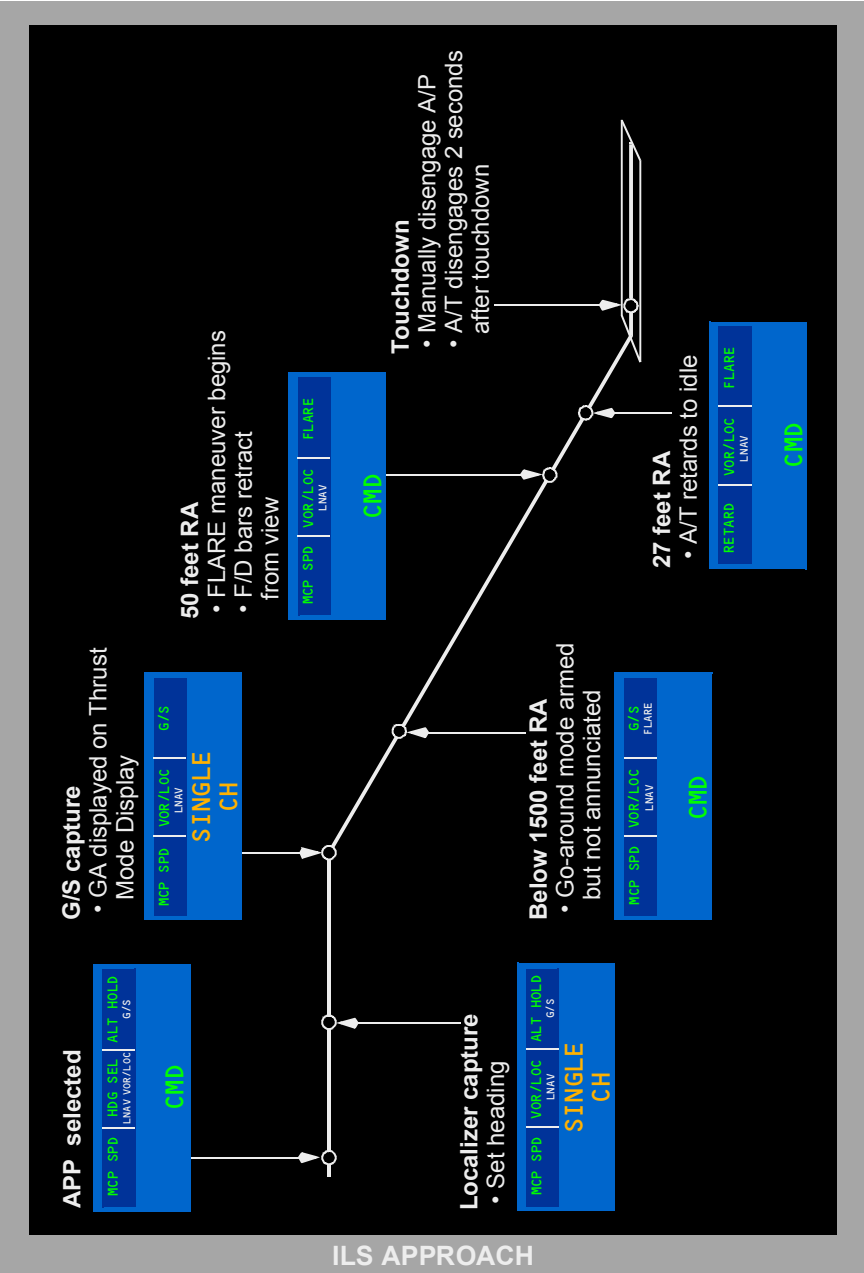 APP selected
MCP SPD HDG SEL ALT HOLD
LNAV VOR/LOC G/S
CMD
Localizer capture
• Set heading
MCP SPD VOR/LOC ALT HOLD
LNAV G/S
SINGLE
CH
G/S capture
• GA displayed on Thrust
Mode Display
MCP SPD VOR/LOC G/S
LNAV
SINGLE
CH
Below 1500 feet RA
• Go-around mode armed
but not annunciated
MCP SPD VOR/LOC G/S
LNAV FLARE
CMD
50 feet RA
• FLARE maneuver begins
• F/D bars retract
from view
MCP SPD VOR/LOC FLARE
LNAV
CMD
27 feet RA
• A/T retards to idle
RETARD VOR/LOC FLARE
LNAV
CMD
Touchdown
• Manually disengage A/P
• A/T disengages 2 seconds
after touchdown
ILS APPROACH